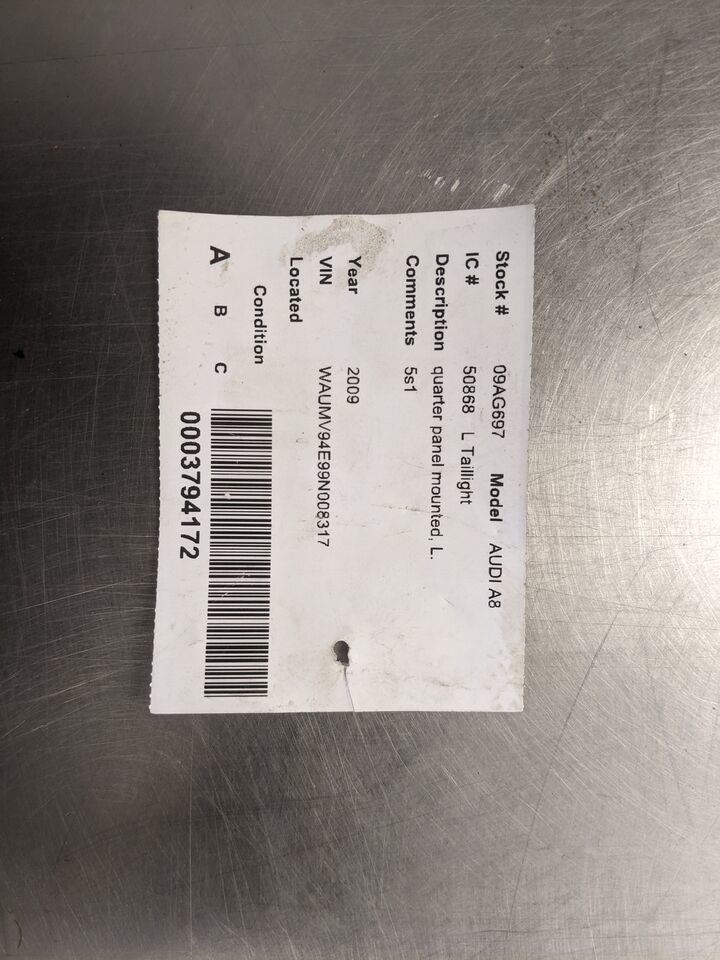 Stock # 09AG697 Model AUDI A8
IC # 50868 L Taillight
Description quarter panel mounted, L.
Comments 5s1
Year 2009
VIN WAUMV94E99N008317
Located
Condition
A B C
0003794172